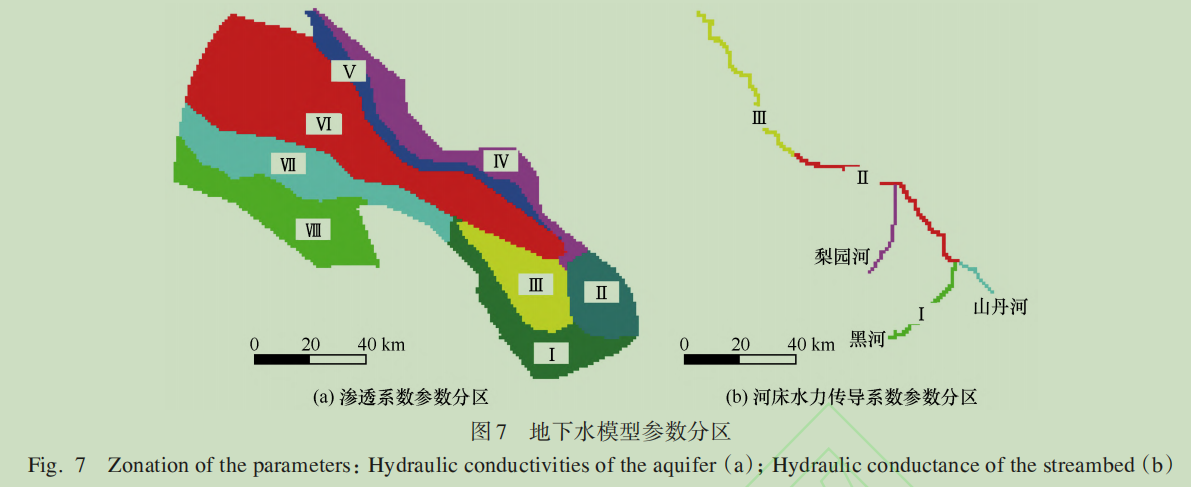 Ⅴ
Ⅵ
Ⅳ
Ⅶ
Ⅷ
Ⅲ
Ⅱ
Ⅰ
0 20 40 km
(a) 渗透系数参数分区
Ⅲ
Ⅱ
梨园河
山丹河
Ⅰ
黑河
0 20 40 km
(b) 河床水力传导系数参数分区
图7 地下水模型参数分区
Fig. 7 Zonation of the parameters: Hydraulic conductivities of the aquifer (a); Hydraulic conductance of the streambed (b)